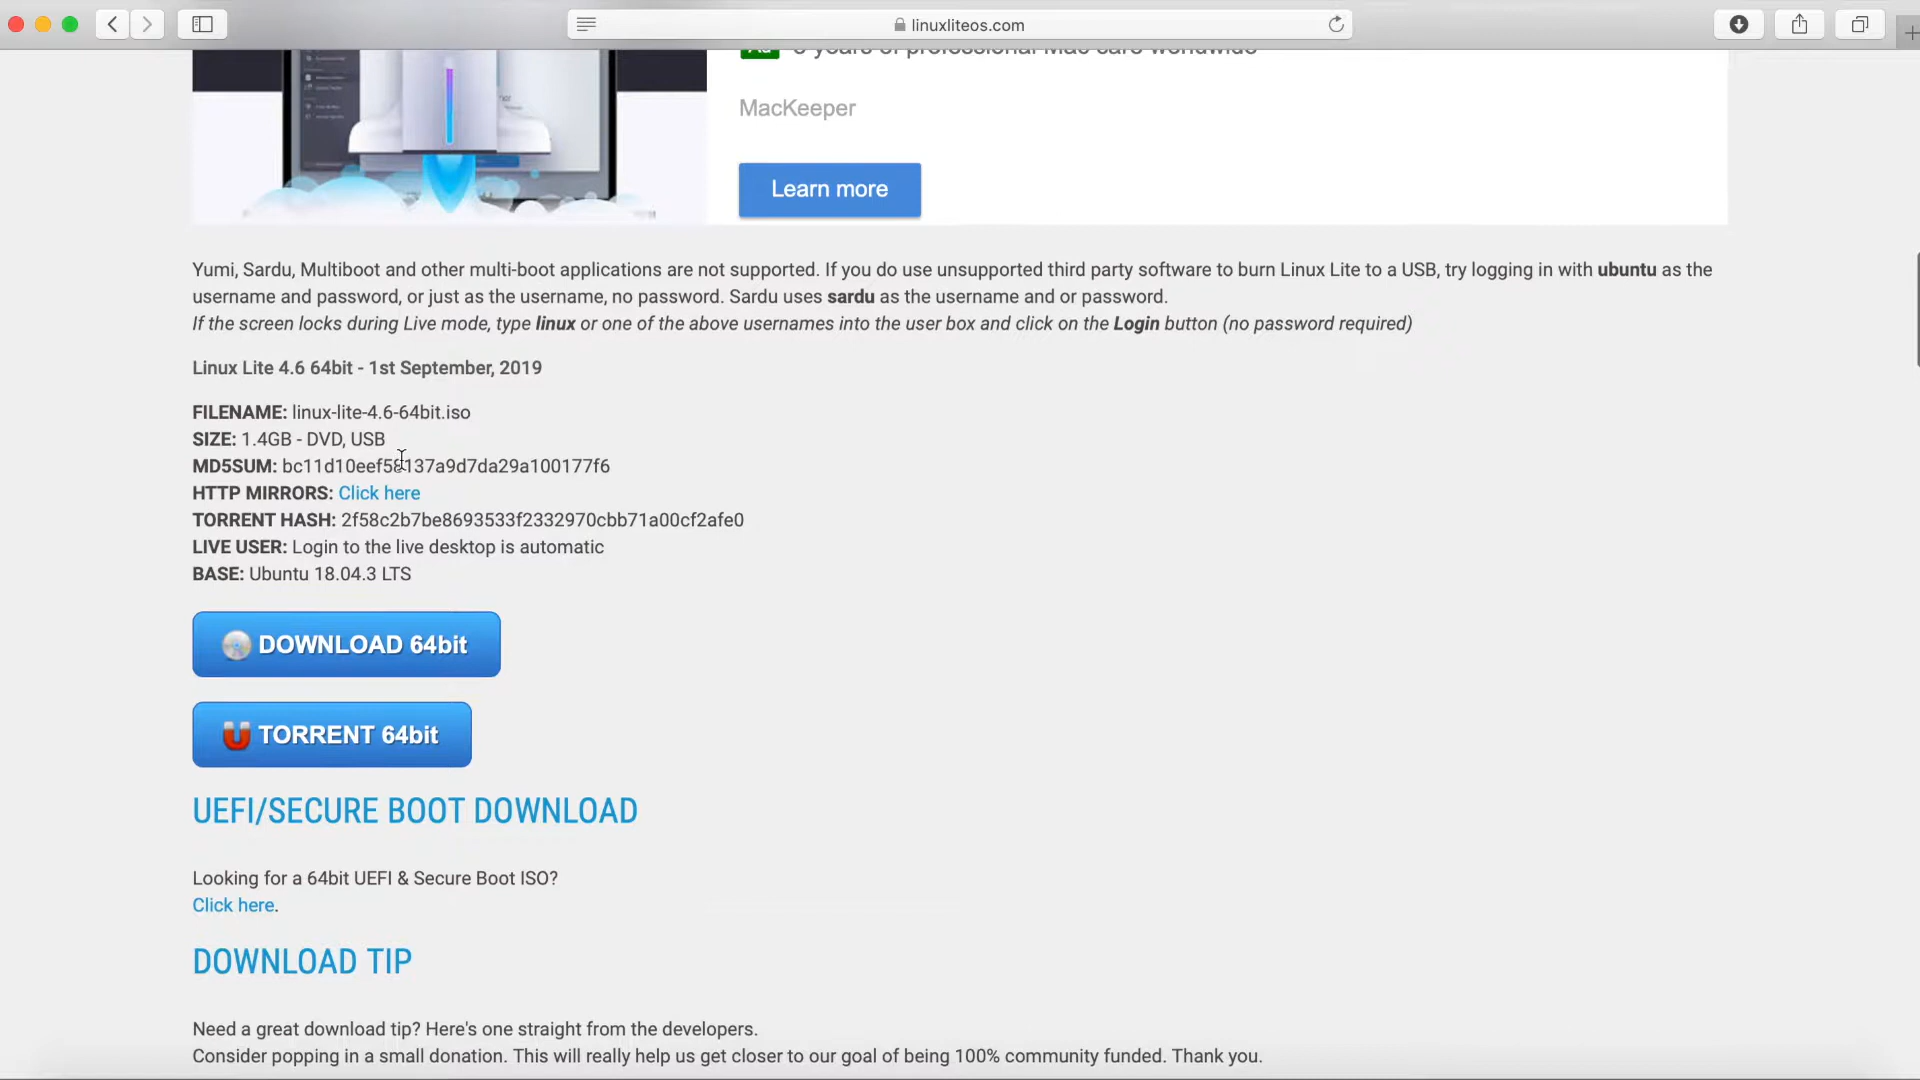 linuxliteos.com
MacKeeper
Learn more
Yumi, Sardu, Multiboot and other multi-boot applications are not supported. If you do use unsupported third party software to burn Linux Lite to a USB, try logging in with ubuntu as the
username and password, or just as the username, no password. Sardu uses sardu as the username and or password.
If the screen locks during Live mode, type linux or one of the above usernames into the user box and click on the Login button (no password required)
Linux Lite 4.6 64bit - 1st September, 2019
FILENAME: linux-lite-4.6-64bit.iso
SIZE: 1.4GB - DVD, USB
MD5SUM: bc11d10eef58137a9d7da29a100177f6
HTTP MIRRORS: Click here
TORRENT HASH: 2f58c2b7be8693533f2332970cbb71a00cf2afe0
LIVE USER: Login to the live desktop is automatic
BASE: Ubuntu 18.04.3 LTS
DOWNLOAD 64bit
TORRENT 64bit
UEFI/SECURE BOOT DOWNLOAD
Looking for a 64bit UEFI & Secure Boot ISO?
Click here.
DOWNLOAD TIP
Need a great download tip? Here's one straight from the developers.
Consider popping in a small donation. This will really help us get closer to our goal of being 100% community funded. Thank you.